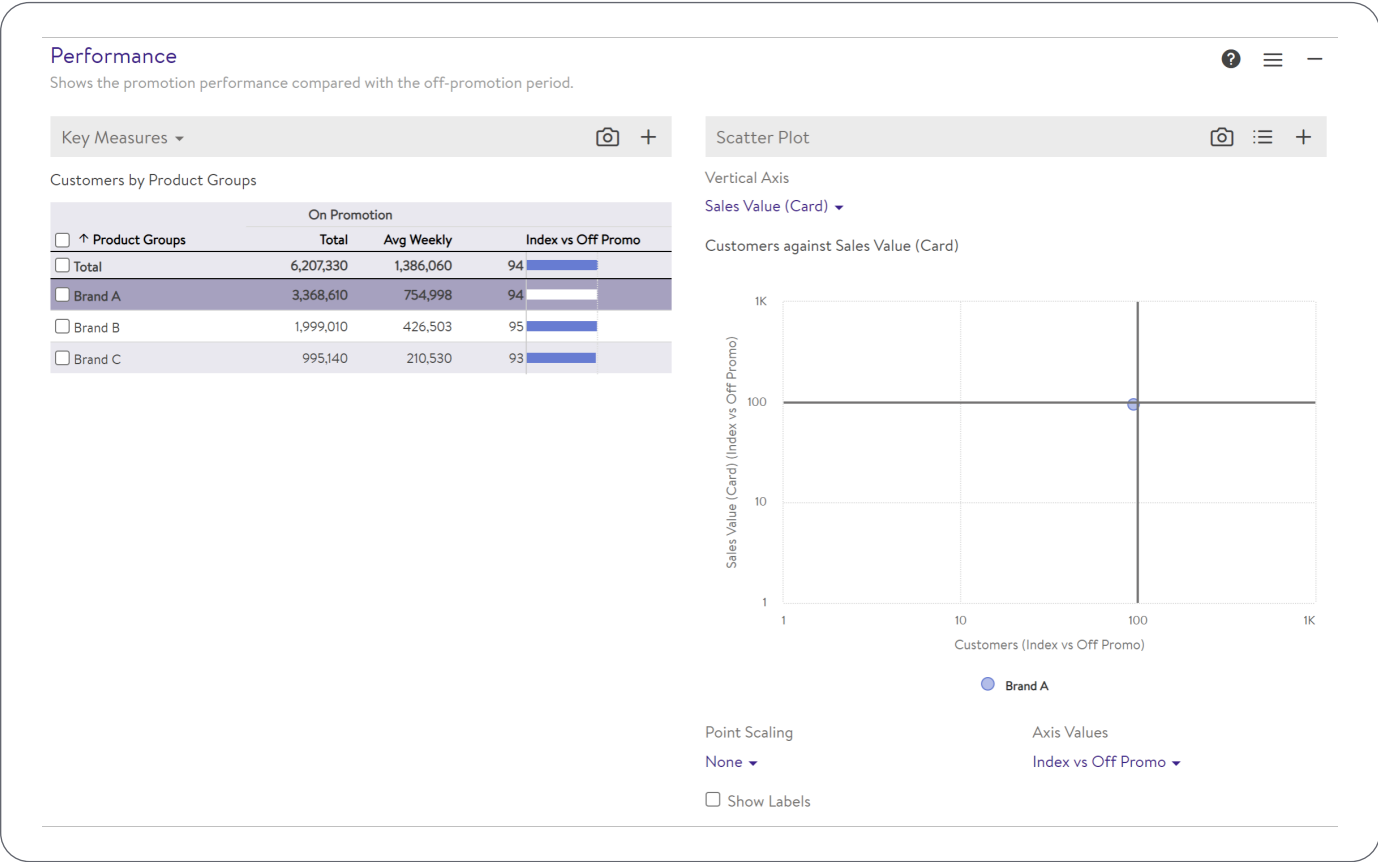 Performance
Shows the promotion performance compared with the off-promotion period.
?
Key Measures
Customers by Product Groups
On Promotion
↑ Product Groups Total Avg Weekly Index vs Off Promo
Total 6,207,330 1,386,060 94
Brand A 3,368,610 754,998 94
Brand B 1,999,010 426,503 95
Brand C 995,140 210,530 93
Scatter Plot
Vertical Axis
Sales Value (Card)
Customers against Sales Value (Card)
Sales Value (Card) (Index vs Off Promo)
1K
100
10
1
1 10 100 1K
Customers (Index vs Off Promo)
Brand A
Point Scaling Axis Values
None Index vs Off Promo
Show Labels